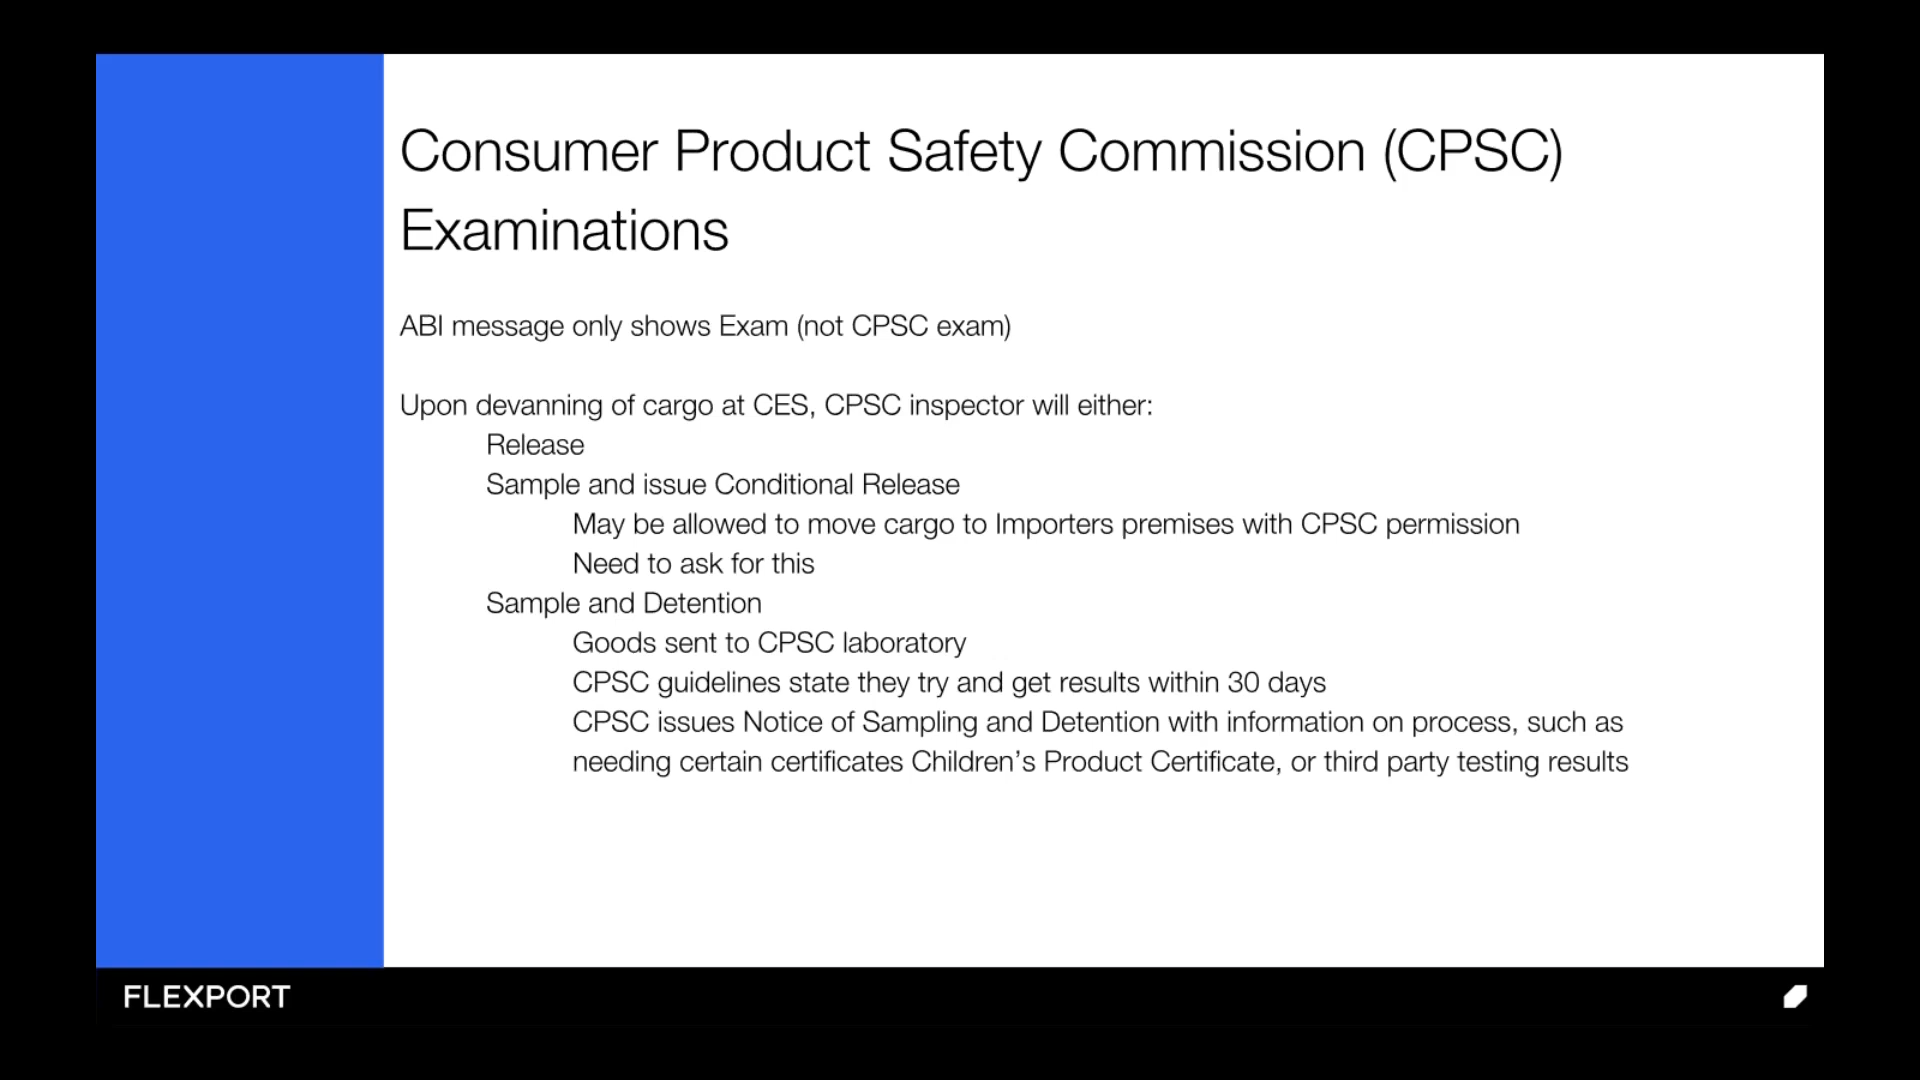 Consumer Product Safety Commission (CPSC)
Examinations
ABI message only shows Exam (not CPSC exam)
Upon devanning of cargo at CES, CPSC inspector will either:
Release
Sample and issue Conditional Release
May be allowed to move cargo to Importers premises with CPSC permission
Need to ask for this
Sample and Detention
Goods sent to CPSC laboratory
CPSC guidelines state they try and get results within 30 days
CPSC issues Notice of Sampling and Detention with information on process, such as
needing certain certificates Children’s Product Certificate, or third party testing results
FLEXPORT